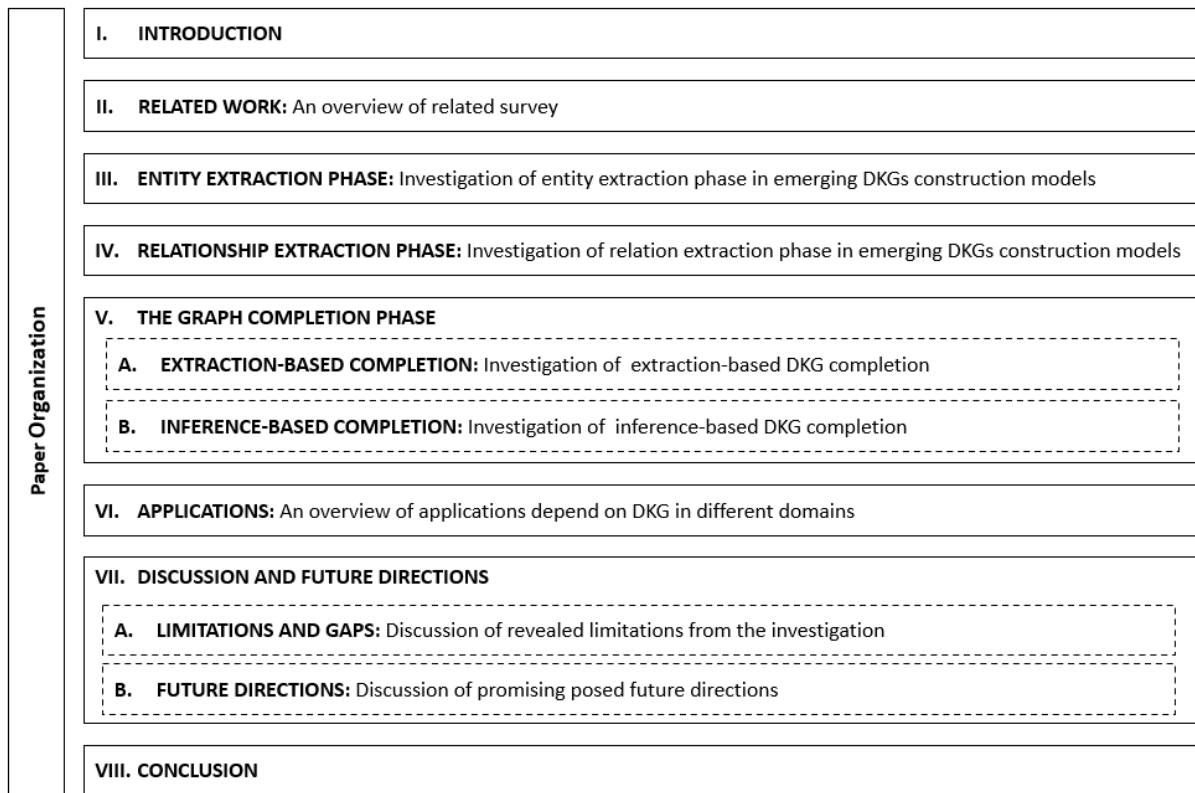 Paper Organization
I. INTRODUCTION
II. RELATED WORK: An overview of related survey
III. ENTITY EXTRACTION PHASE: Investigation of entity extraction phase in emerging DKGs construction models
IV. RELATIONSHIP EXTRACTION PHASE: Investigation of relation extraction phase in emerging DKGs construction models
V. THE GRAPH COMPLETION PHASE
A. EXTRACTION-BASED COMPLETION: Investigation of extraction-based DKG completion
B. INFERENCE-BASED COMPLETION: Investigation of inference-based DKG completion
VI. APPLICATIONS: An overview of applications depend on DKG in different domains
VII. DISCUSSION AND FUTURE DIRECTIONS
A. LIMITATIONS AND GAPS: Discussion of revealed limitations from the investigation
B. FUTURE DIRECTIONS: Discussion of promising posed future directions
VIII. CONCLUSION